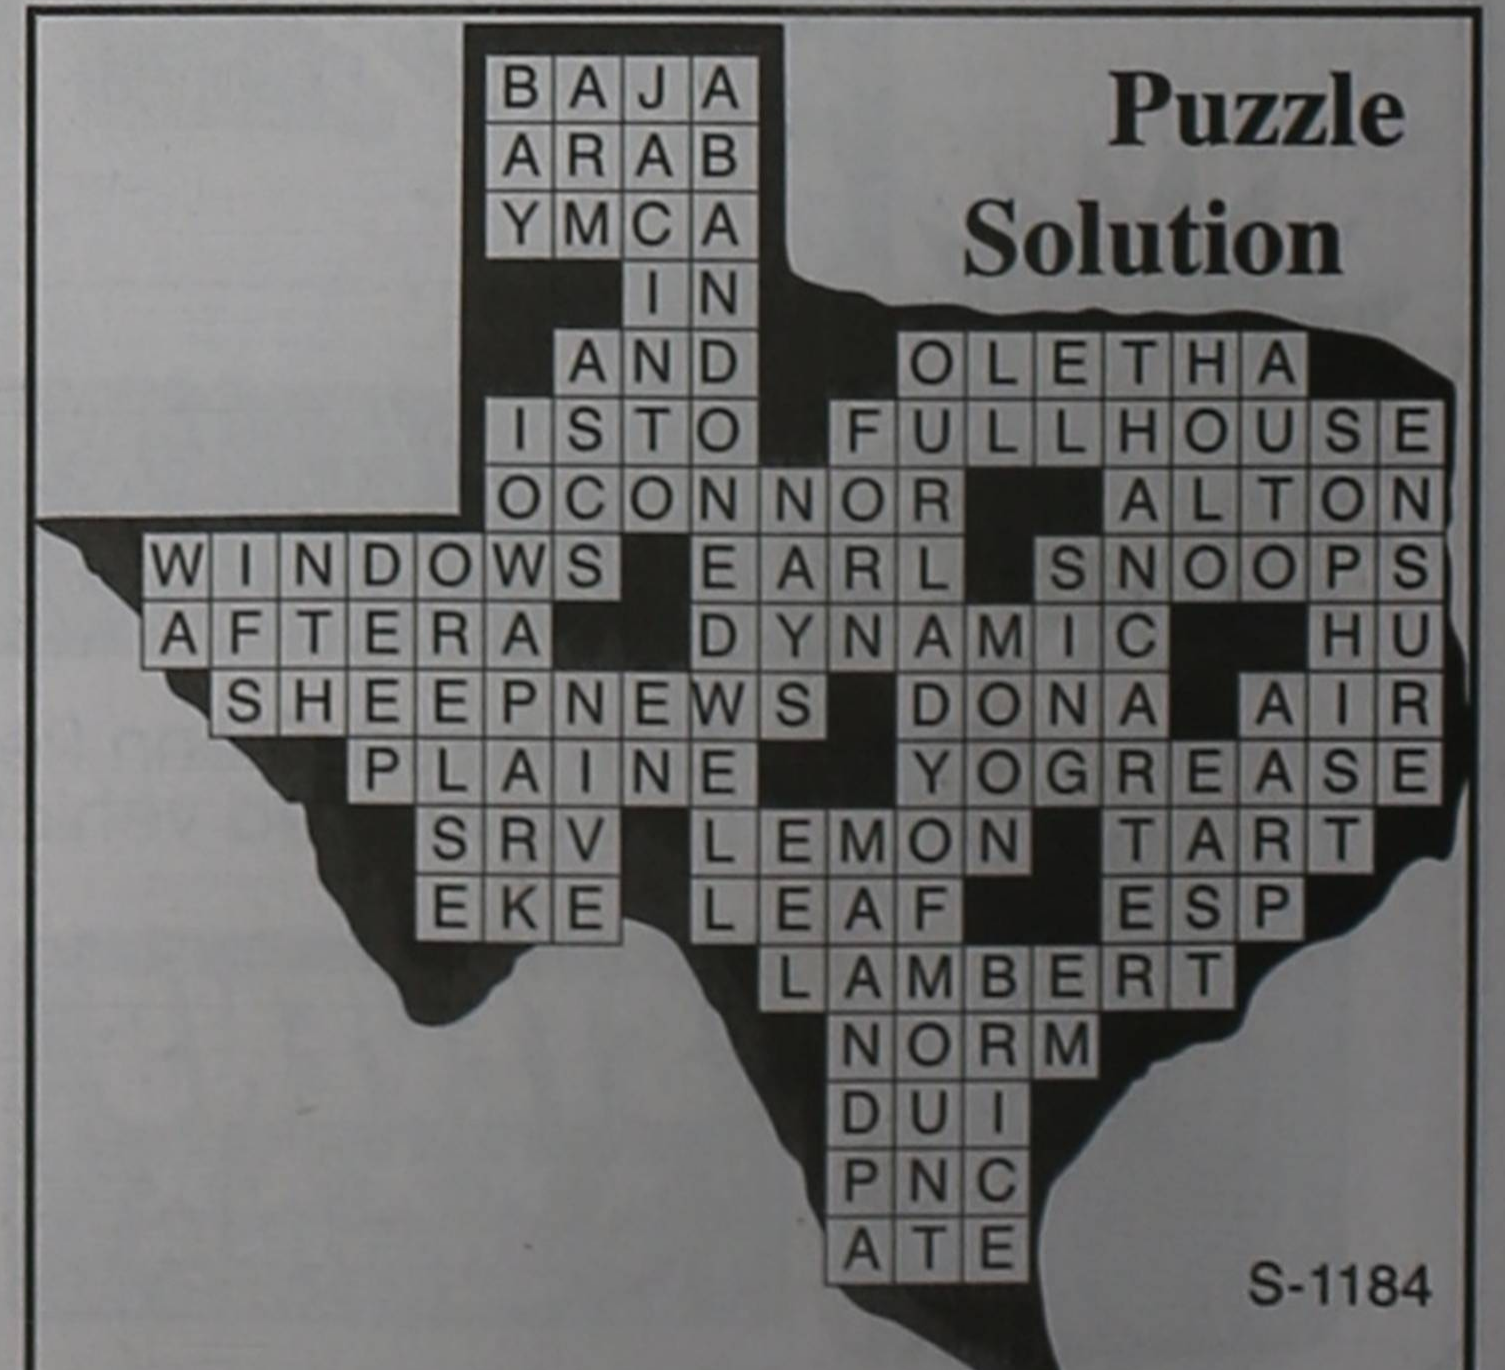 Puzzle
Solution
BAJA
ARAB
YMCA
IN
AND OLETHA
ISTO FULLHOUSE
OCONNOR ALTON
WINDOWS EARL SNOOPS
AFTERA DYNAMIC HU
SHEEPNEWS DONA AIR
PLAINE YOGREASE
SRV LEMON TART
EKE LEAF ESP
LAMBERT
NORM
DUI
PNC
ATE
S-1184